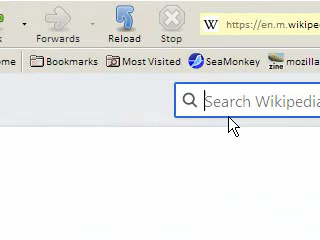 Forwards Reload Stop W https://en.m.wikipe
Bookmarks Most Visited SeaMonkey mozilla
Search Wikipedia